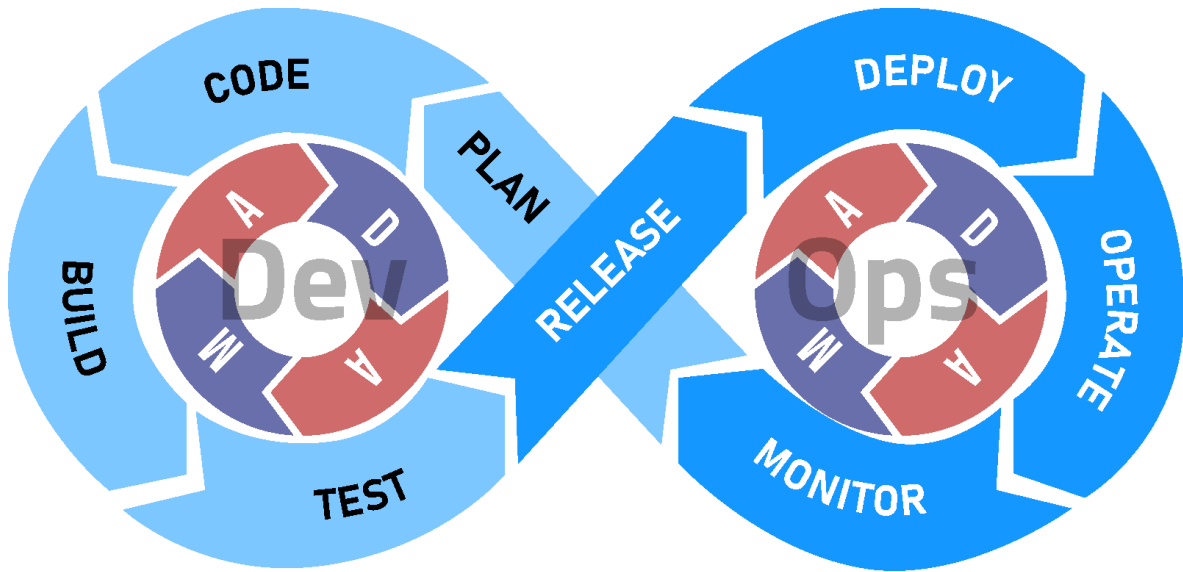 CODE
PLAN
BUILD
TEST
RELEASE
DEPLOY
OPERATE
MONITOR
Dev
A
D
A
M
Ops
A
D
A
M